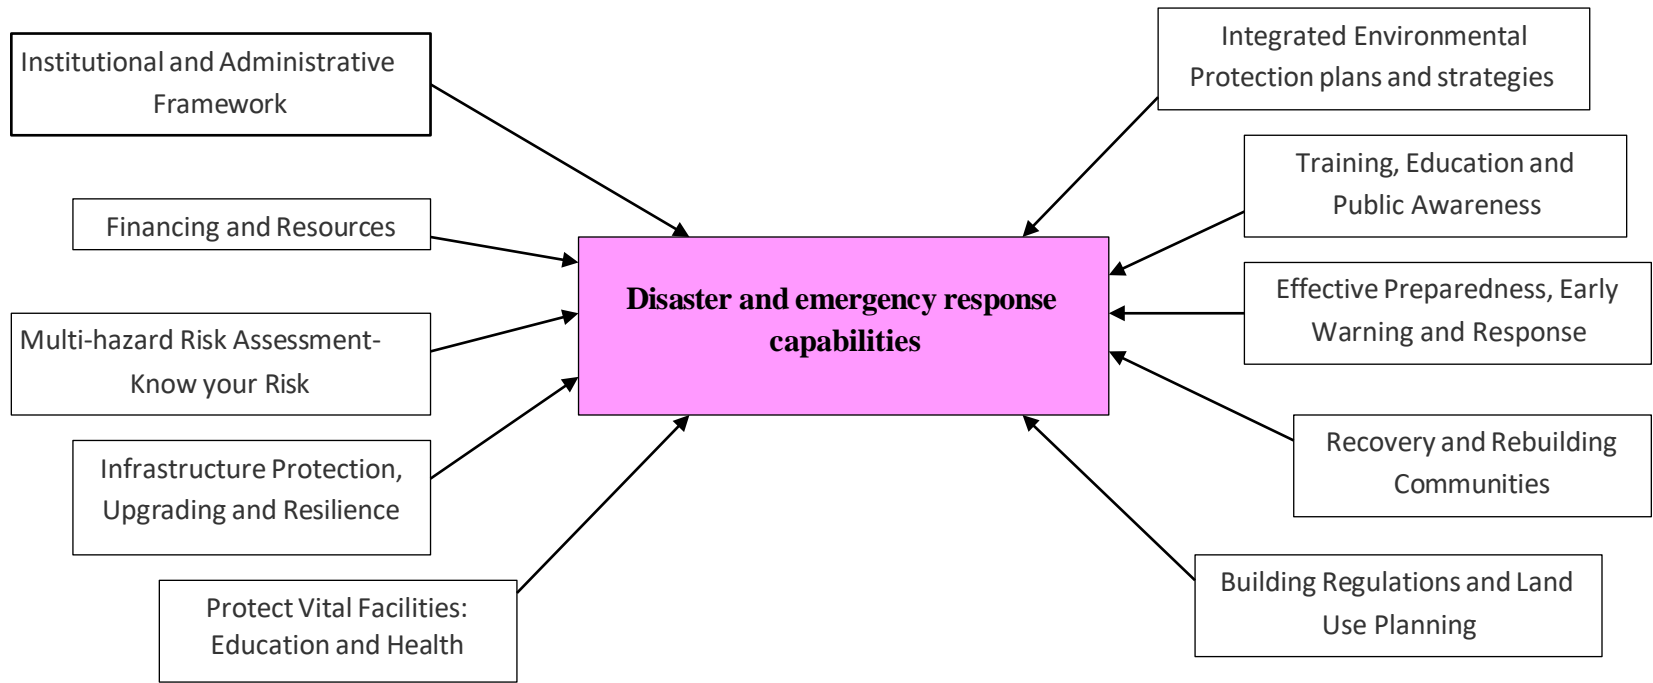 Institutional and Administrative
Framework
Financing and Resources
Multi-hazard Risk Assessment-
Know your Risk
Infrastructure Protection,
Upgrading and Resilience
Protect Vital Facilities:
Education and Health
Disaster and emergency response
capabilities
Integrated Environmental
Protection plans and strategies
Training, Education and
Public Awareness
Effective Preparedness, Early
Warning and Response
Recovery and Rebuilding
Communities
Building Regulations and Land
Use Planning